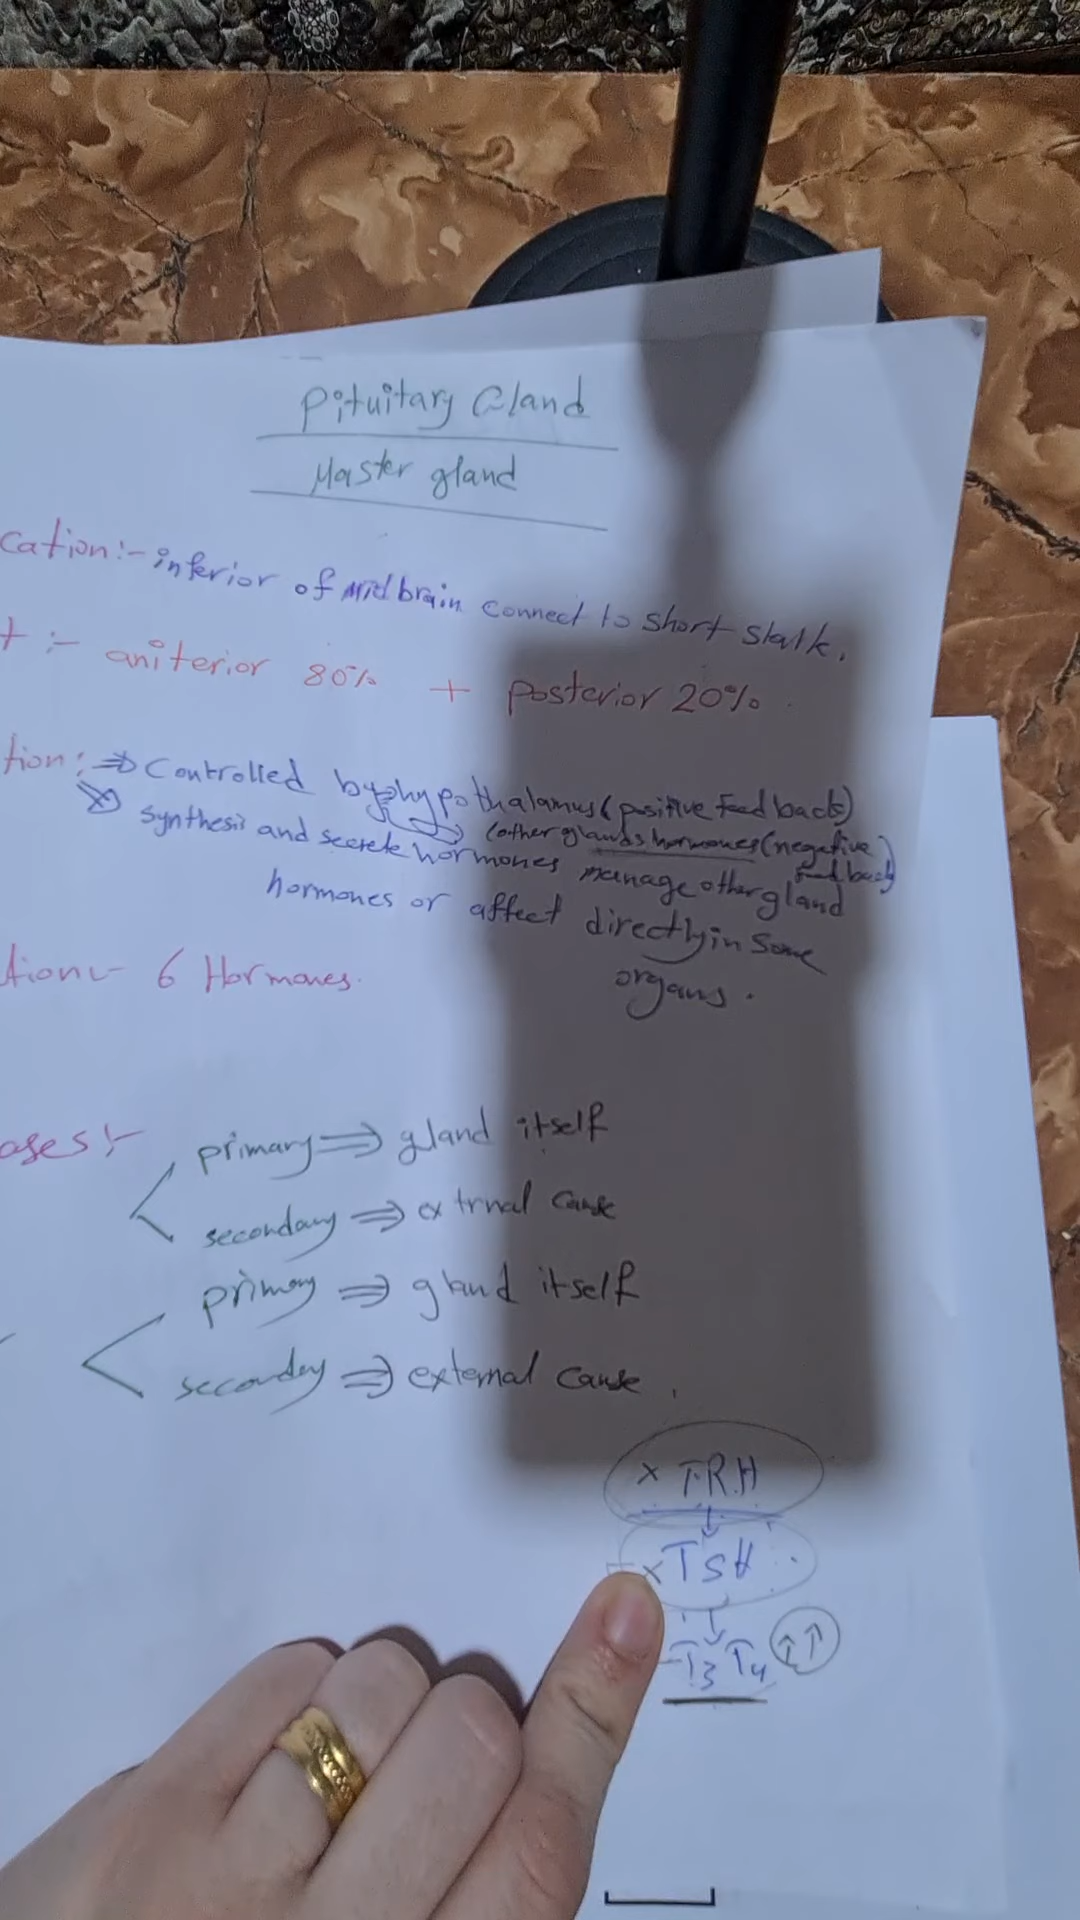 Pituitary Gland
Master gland
cation:- inferior of midbrain connect to short stalk.
t :- aniterior 80% + posterior 20%
tion: ⇒ Controlled by hypothalamus (positive feed back)
(other glands hormones (negative) feed back)
synthesis and secrete hormones manage other gland
hormones or affect directly in some
organs.
tion:- 6 Hormones.
ases:-
primary ⇒ gland itself
secondary ⇒ extrnal cause
primary ⇒ gland itself
secondey ⇒ external cause.
x TRH
↓
x TSH
↓
T3 T4 ↑↑